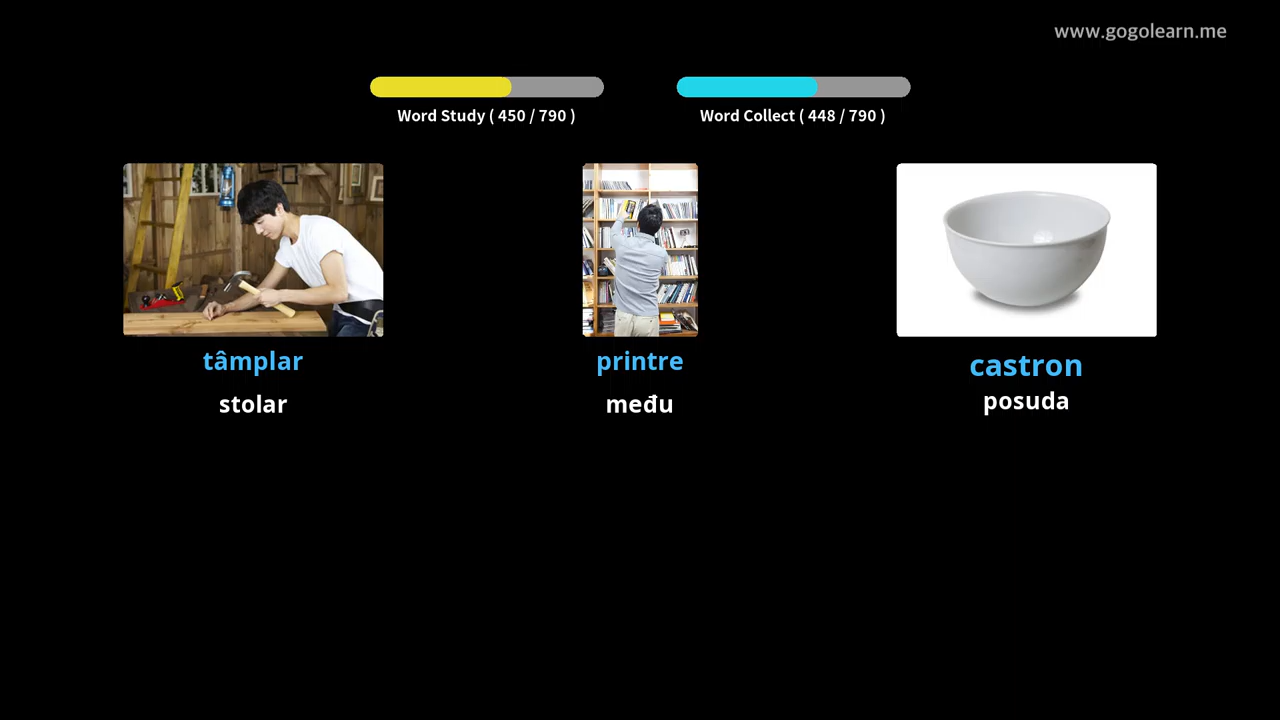 www.gogolearn.me
Word Study ( 450 / 790 )
Word Collect ( 448 / 790 )
tâmplar
stolar
printre
među
castron
posuda